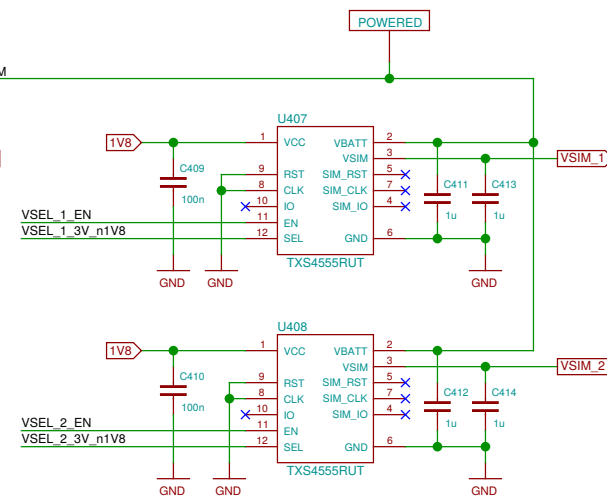 POWERED
M
U407
1V8
1 VCC VBATT 2
VSIM 3
VSIM_1
C409
100n
9 RST SIM_RST 5
8 CLK SIM_CLK 7
10 IO SIM_IO 4
C411
1u
C413
1u
VSEL_1_EN
11 EN
VSEL_1_3V_n1V8
12 SEL GND 6
TXS4555RUT
GND
GND
GND
U408
1V8
1 VCC VBATT 2
VSIM 3
VSIM_2
C410
100n
9 RST SIM_RST 5
8 CLK SIM_CLK 7
10 IO SIM_IO 4
C412
1u
C414
1u
VSEL_2_EN
11 EN
VSEL_2_3V_n1V8
12 SEL GND 6
TXS4555RUT
GND
GND
GND